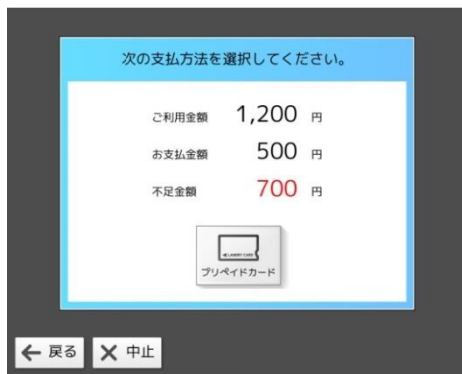 次の支払方法を選択してください。
ご利用金額 1,200 円
お支払金額 500 円
不足金額 700 円
プリペイドカード
戻る
中止